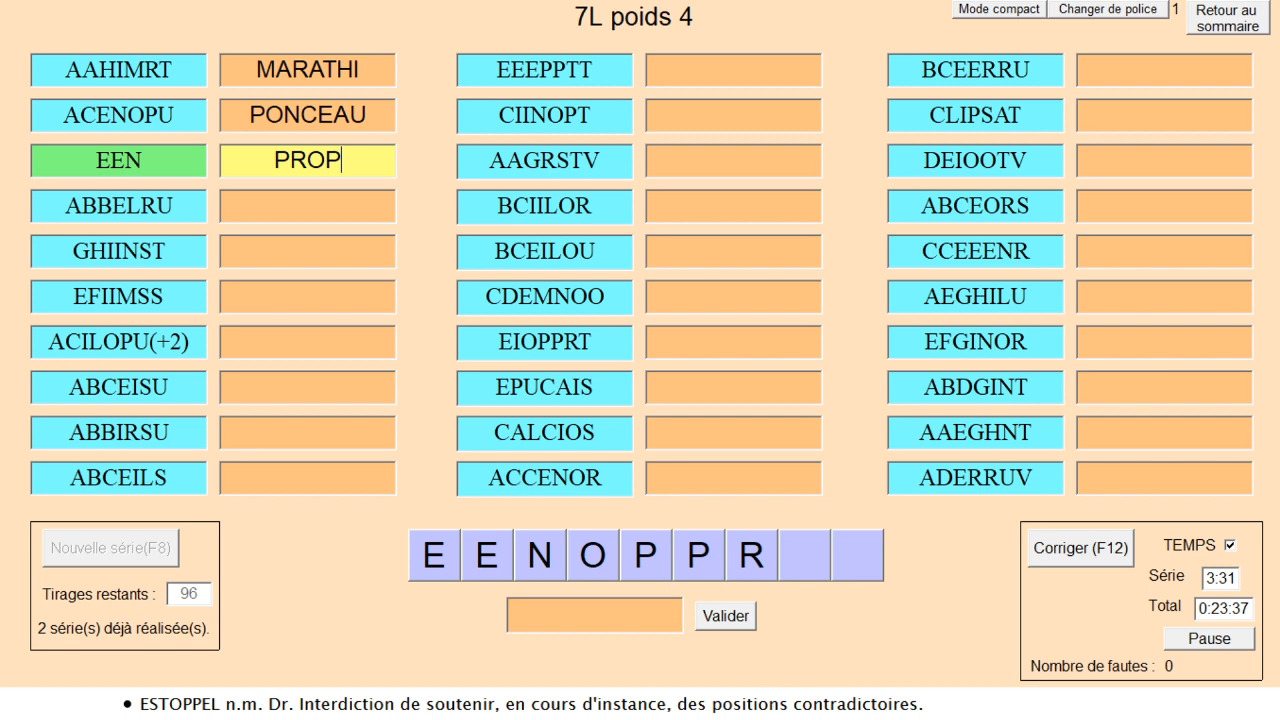 7L poids 4
Mode compact
Changer de police
1
Retour au
sommaire
AAHIMRT
MARATHI
EEEPPTT
BCEERRU
ACENOPU
PONCEAU
CIINOPT
CLIPSAT
EEN
PROP
AAGRSTV
DEIOOTV
ABBELRU
BCIILOR
ABCEORS
GHIINST
BCEILOU
CCEEENR
EFIIMSS
CDEMNOO
AEGHILU
ACILOPU(+2)
EIOPPRT
EFGINOR
ABCEISU
EPUCAIS
ABDGINT
ABBIRSU
CALCIOS
AAEGHNT
ABCEILS
ACCENOR
ADERRUV
Nouvelle série(F8)
Tirages restants : 96
2 série(s) déjà réalisée(s).
E E N O P P R
Valider
Corriger (F12)
TEMPS
Série 3:31
Total 0:23:37
Pause
Nombre de fautes : 0
• ESTOPPEL n.m. Dr. Interdiction de soutenir, en cours d'instance, des positions contradictoires.